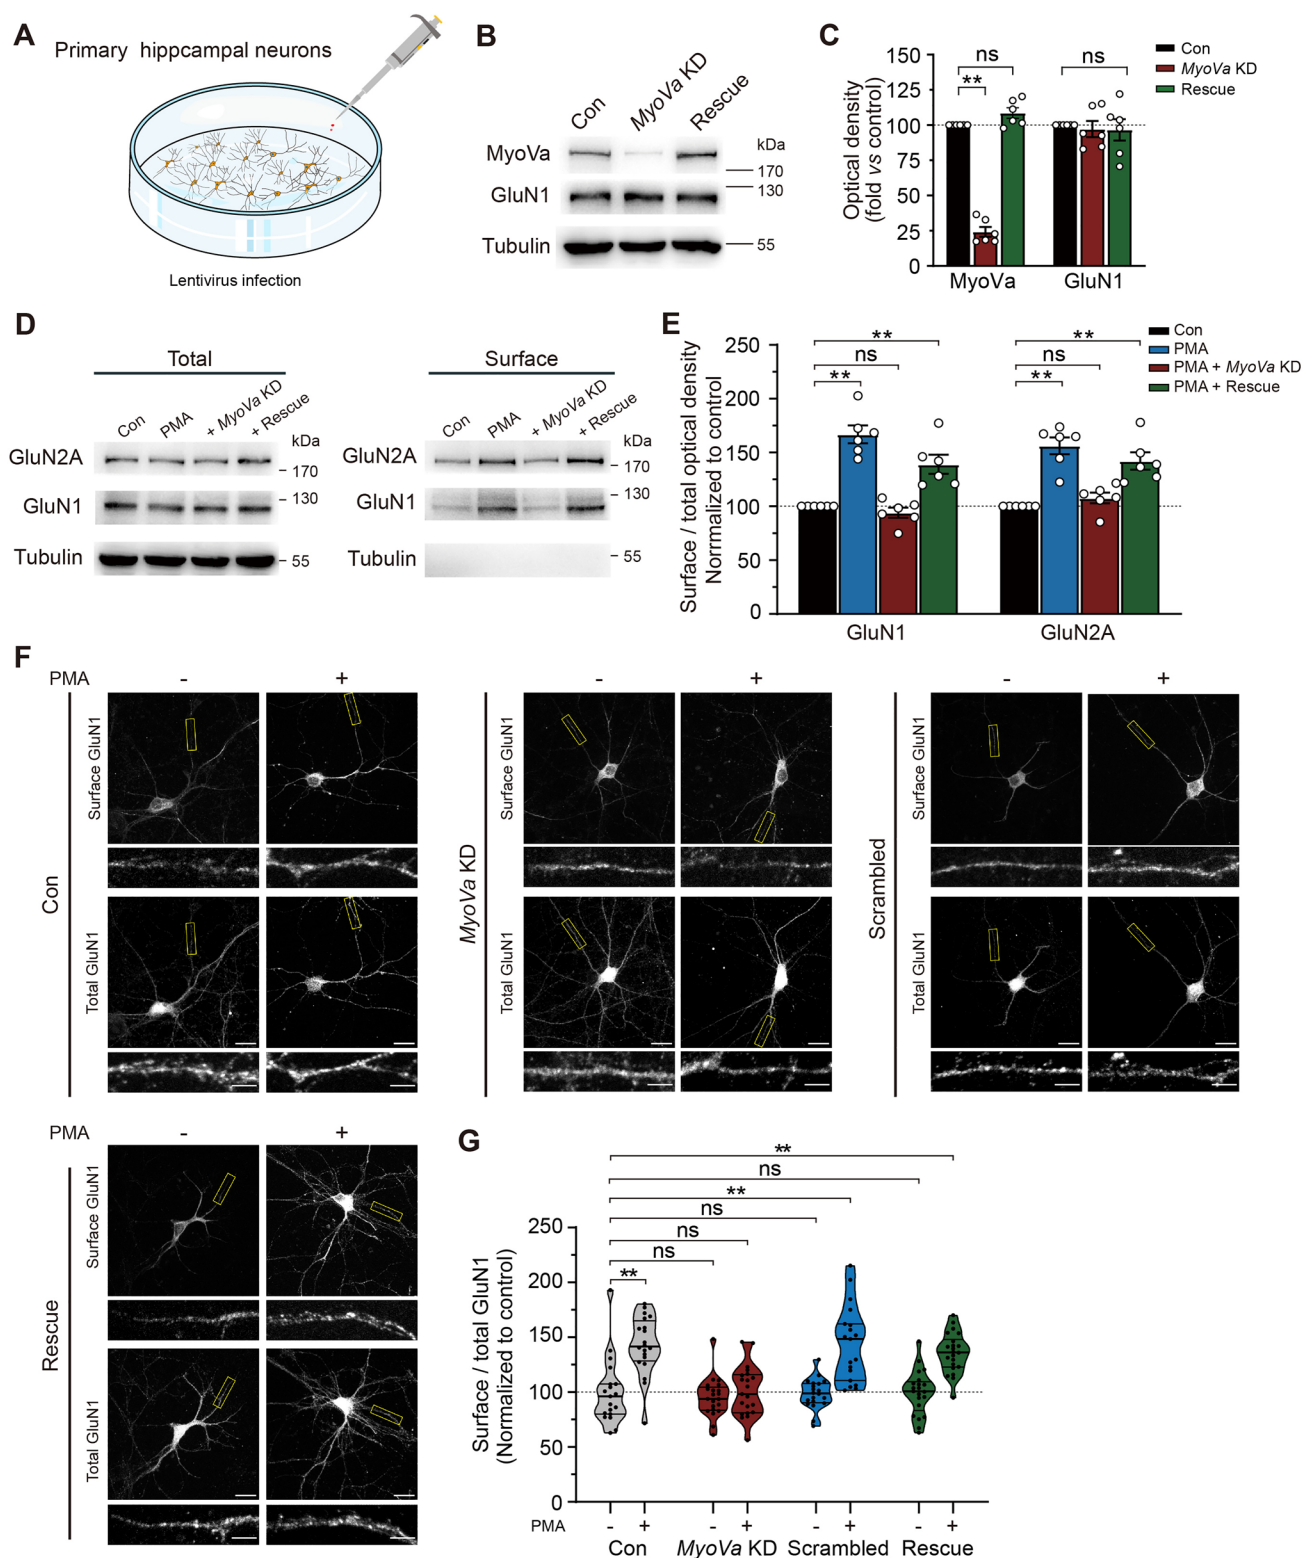 A
Primary hippcampal neurons
Lentivirus infection
B
Con
MyoVa KD
Rescue
kDa
MyoVa
170
GluN1
130
Tubulin
55
C
Optical density
(fold vs control)
150
125
100
75
50
25
0
ns
**
ns
MyoVa
GluN1
Con
MyoVa KD
Rescue
D
Total
Con
PMA
+ MyoVa KD
+ Rescue
kDa
GluN2A
170
GluN1
130
Tubulin
55
Surface
Con
PMA
+ MyoVa KD
+ Rescue
kDa
GluN2A
170
GluN1
130
Tubulin
55
E
Surface / total optical density
Norrmalized to control
250
200
150
100
50
0
**
ns
**
**
ns
**
GluN1
GluN2A
Con
PMA
PMA + MyoVa KD
PMA + Rescue
F
PMA - + - + - +
Con
Surface GluN1
Total GluN1
MyoVa KD
Surface GluN1
Total GluN1
Scrambled
Surface GluN1
Total GluN1
PMA - +
Rescue
Surface GluN1
Total GluN1
G
Surface / total GluN1
(Normalized to control)
250
200
150
100
50
0
**
ns
**
ns
ns
ns
**
PMA - + - + - + - +
Con MyoVa KD Scrambled Rescue